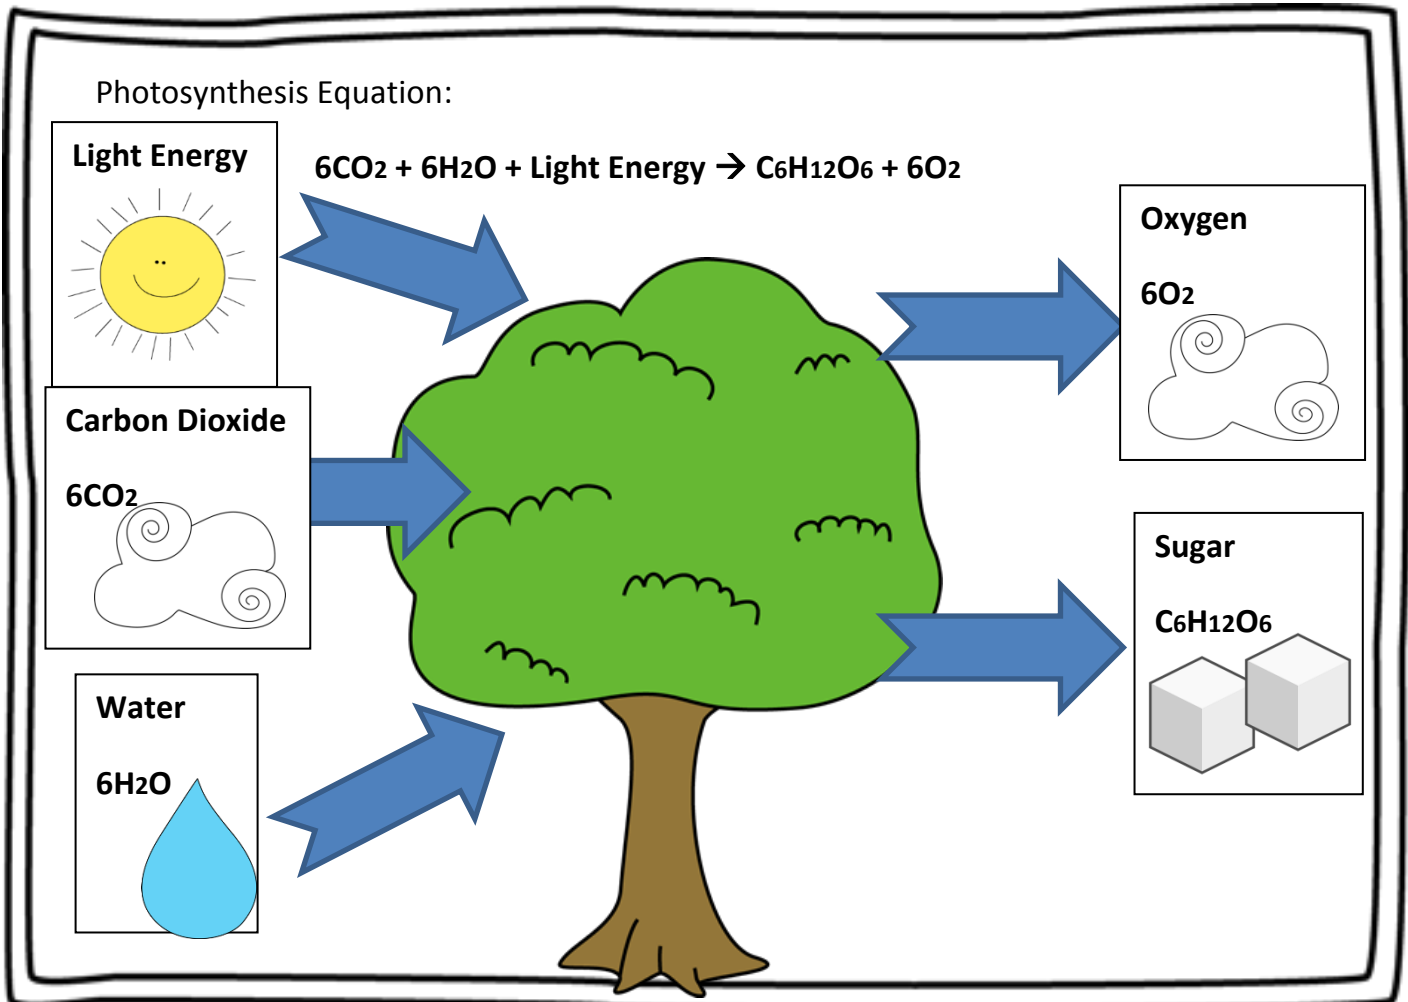 Photosynthesis Equation:
Light Energy
6CO2 + 6H2O + Light Energy → C6H12O6 + 6O2
Carbon Dioxide
6CO2
Water
6H2O
Oxygen
6O2
Sugar
C6H12O6